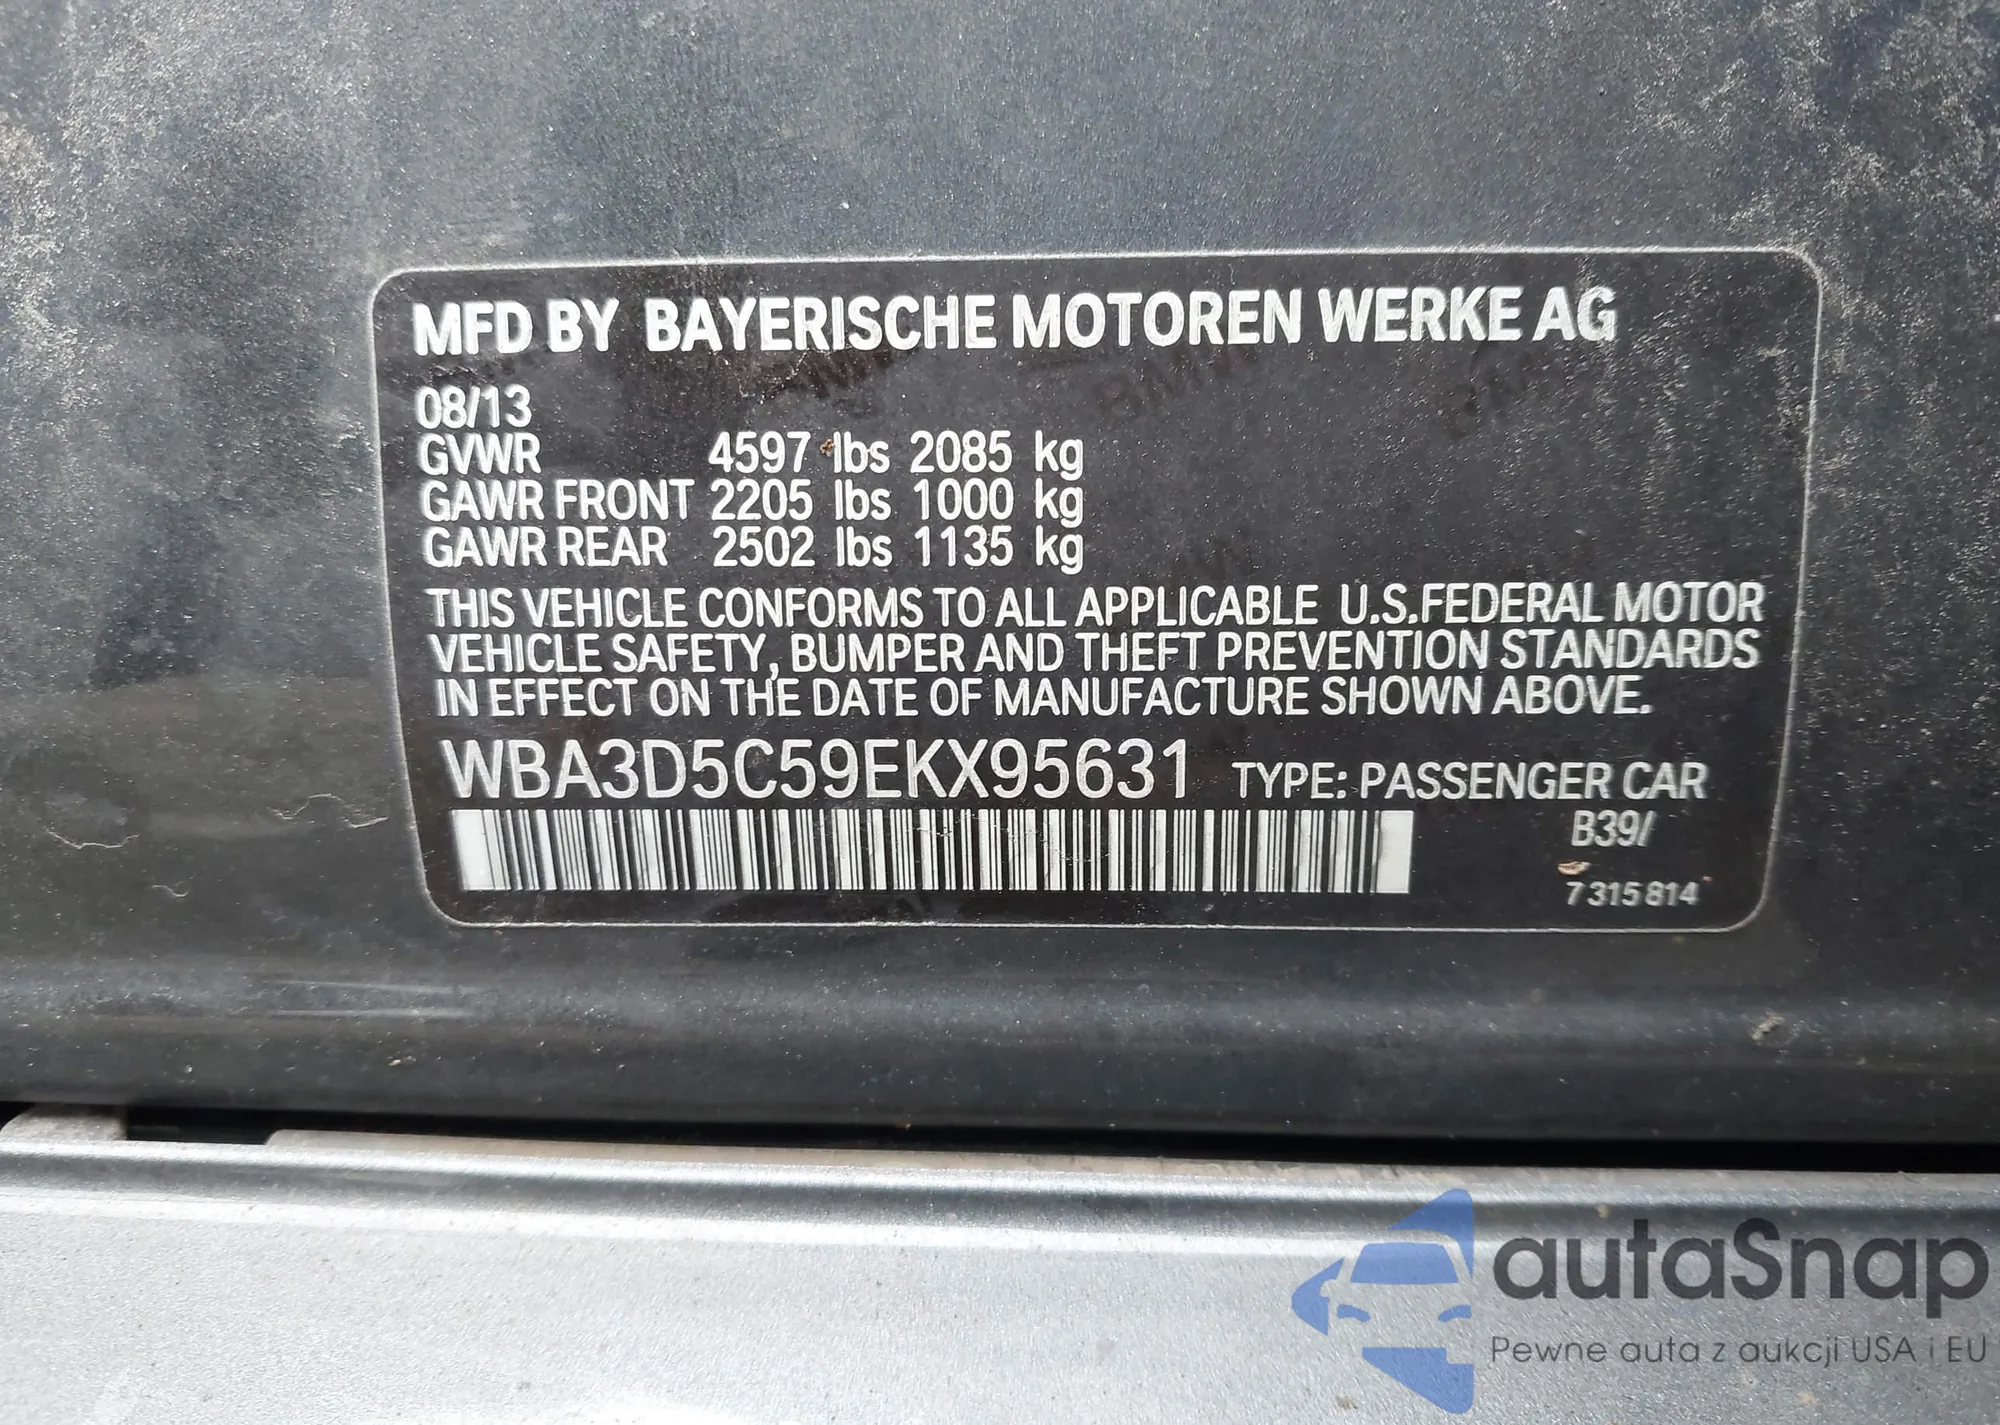 MFD BY BAYERISCHE MOTOREN WERKE AG
08/13
GVWR 4597 lbs 2085 kg
GAWR FRONT 2205 lbs 1000 kg
GAWR REAR 2502 lbs 1135 kg
THIS VEHICLE CONFORMS TO ALL APPLICABLE U.S.FEDERAL MOTOR
VEHICLE SAFETY, BUMPER AND THEFT PREVENTION STANDARDS
IN EFFECT ON THE DATE OF MANUFACTURE SHOWN ABOVE.
WBA3D5C59EKX95631 TYPE: PASSENGER CAR
B39/
7 315 814
autaSnap
Pewne auta z aukcji USA i EU